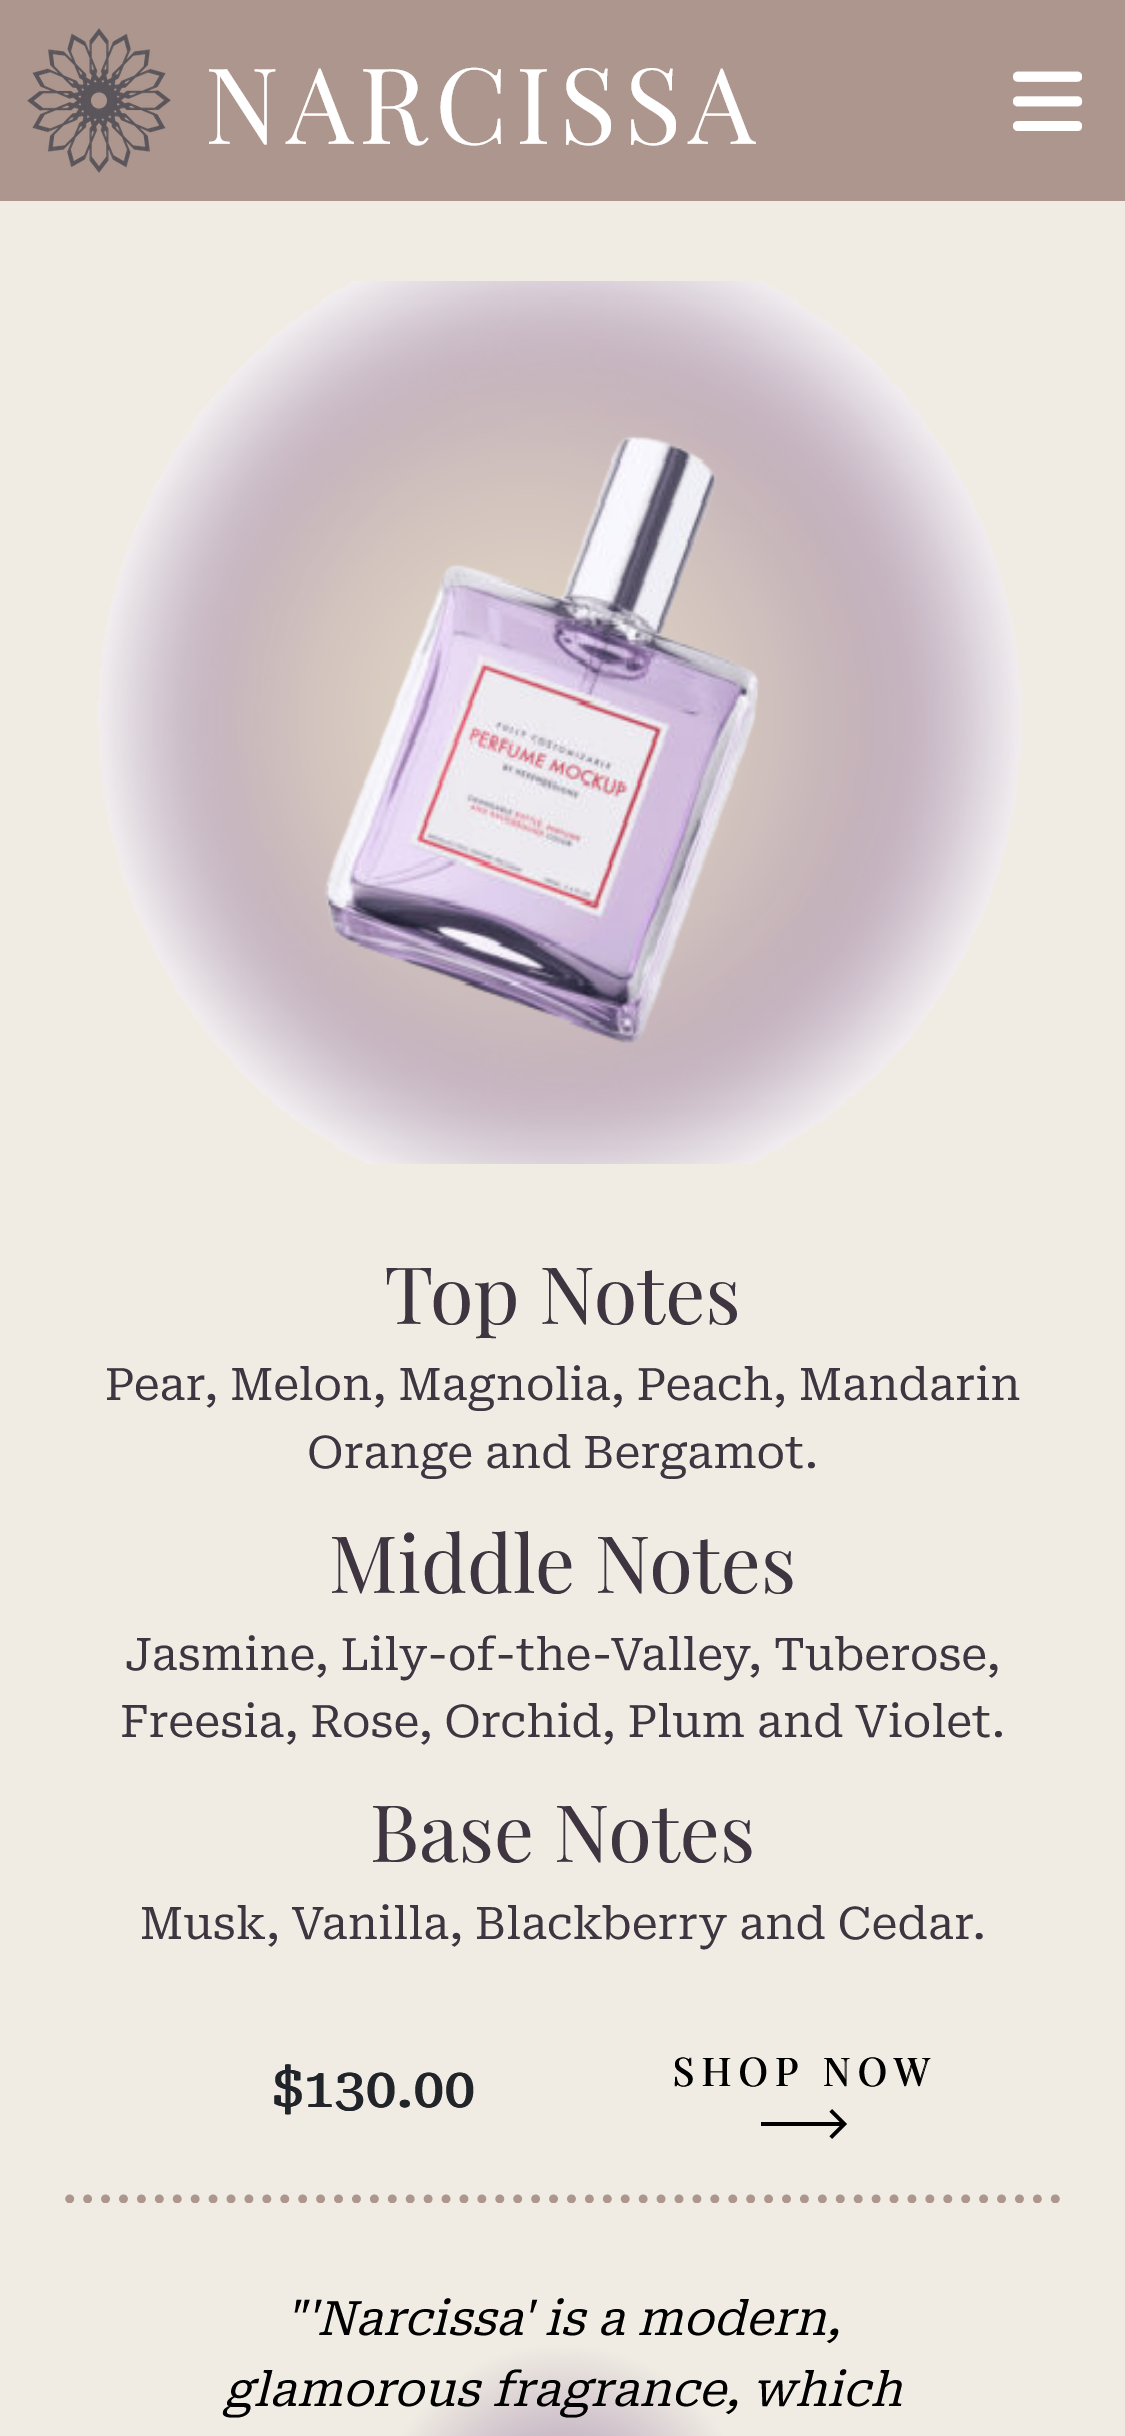 NARCISSA
FULLY CUSTOMIZABLE
PERFUME MOCKUP
Top Notes
Pear, Melon, Magnolia, Peach, Mandarin
Orange and Bergamot.
Middle Notes
Jasmine, Lily-of-the-Valley, Tuberose,
Freesia, Rose, Orchid, Plum and Violet.
Base Notes
Musk, Vanilla, Blackberry and Cedar.
$130.00
SHOP NOW
"'Narcissa' is a modern,
glamorous fragrance, which